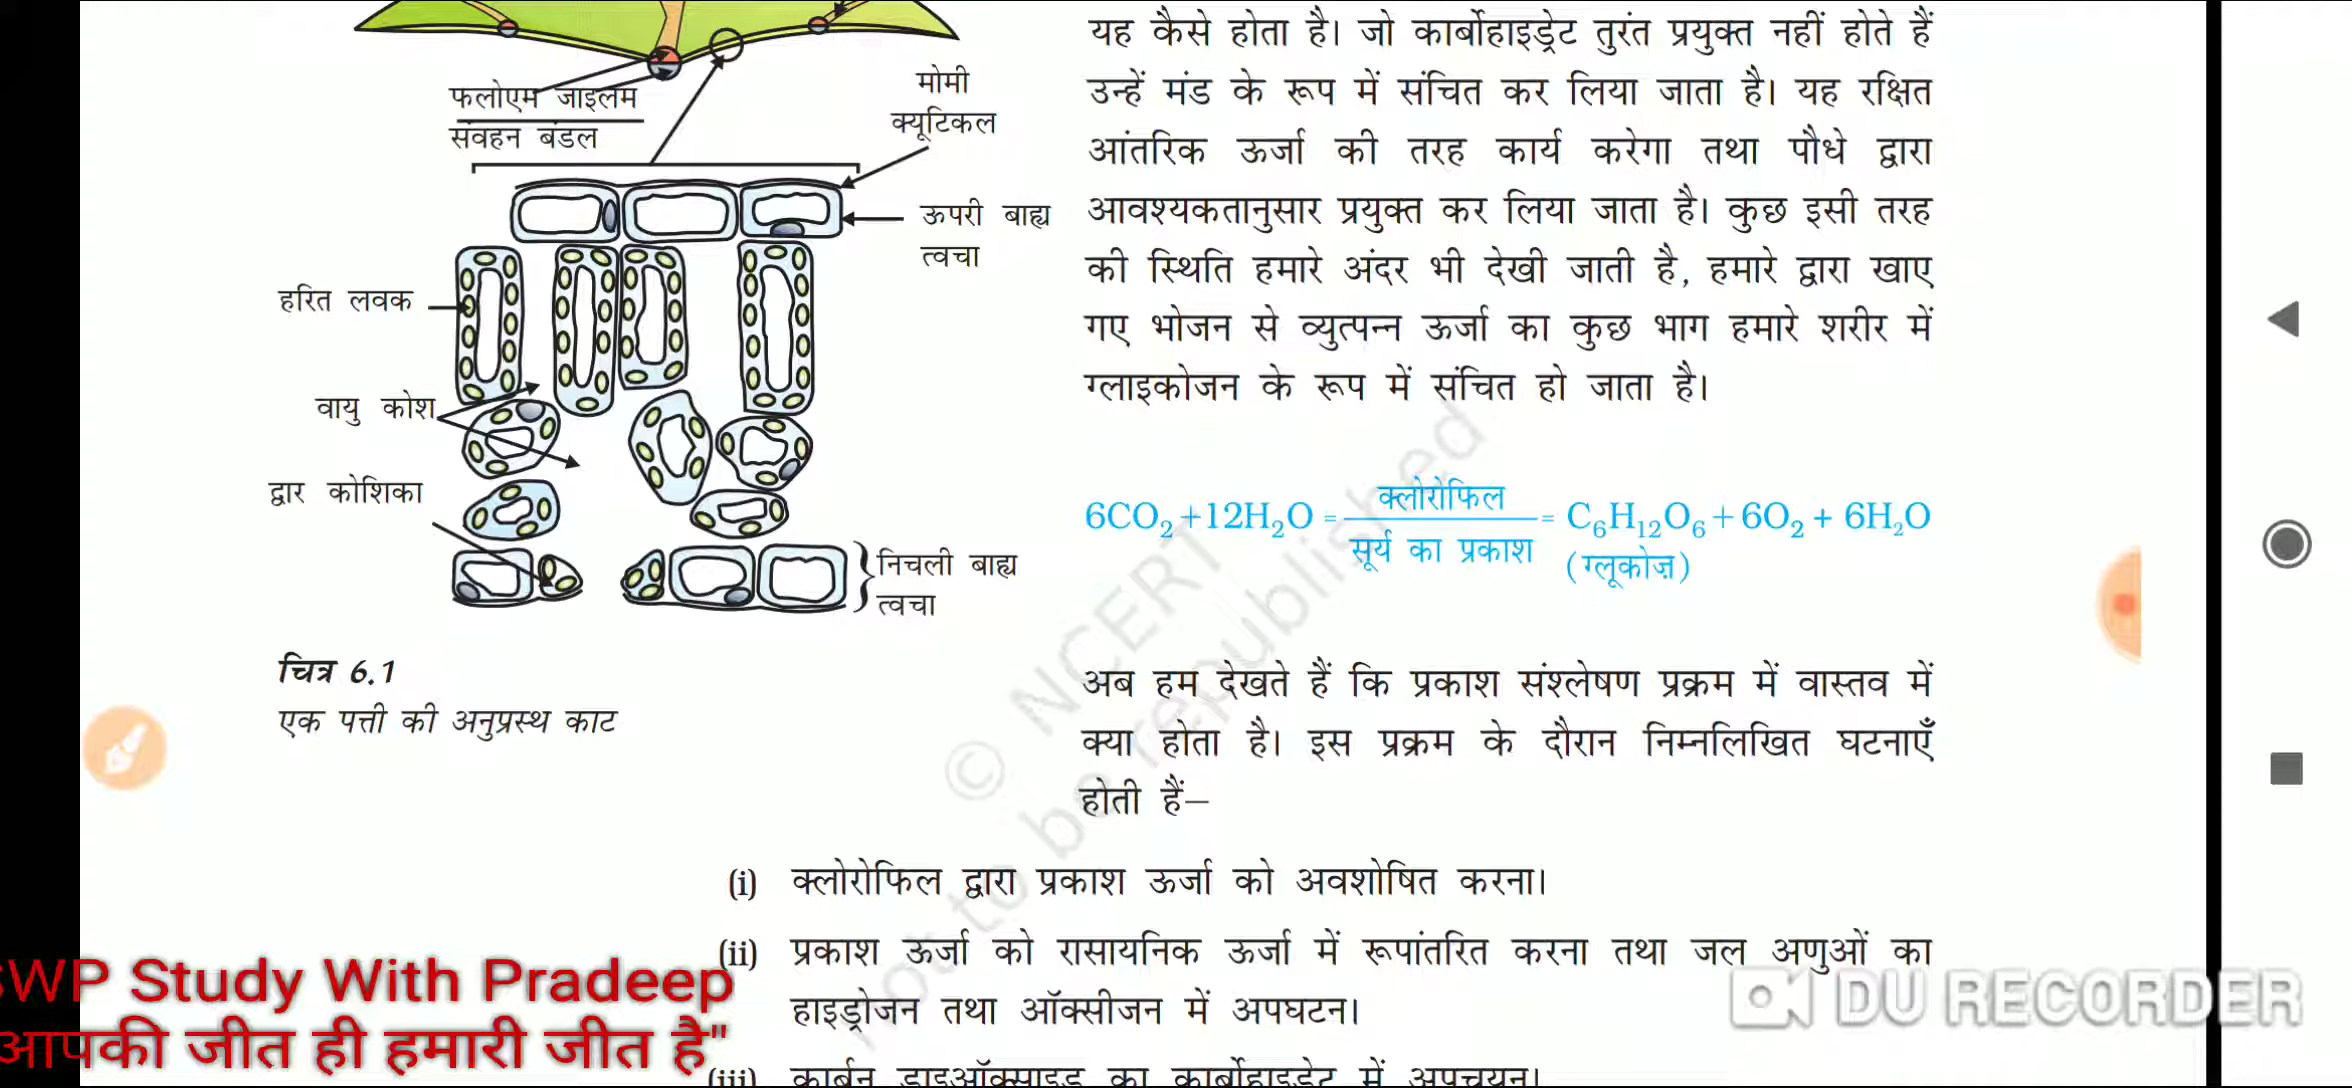 फलोएम जाइलम
संवहन बंडल
मोमी
क्यूटिकल
ऊपरी बाह्य
त्वचा
हरित लवक
वायु कोश
द्वार कोशिका
निचली बाह्य
त्वचा
चित्र 6.1
एक पत्ती की अनुप्रस्थ काट
यह कैसे होता है। जो कार्बोहाइड्रेट तुरंत प्रयुक्त नहीं होते हैं
उन्हें मंड के रूप में संचित कर लिया जाता है। यह रक्षित
आंतरिक ऊर्जा की तरह कार्य करेगा तथा पौधे द्वारा
आवश्यकतानुसार प्रयुक्त कर लिया जाता है। कुछ इसी तरह
की स्थिति हमारे अंदर भी देखी जाती है, हमारे द्वारा खाए
गए भोजन से व्युत्पन्न ऊर्जा का कुछ भाग हमारे शरीर में
ग्लाइकोजन के रूप में संचित हो जाता है।
6CO₂+12H₂O = क्लोरोफिल / सूर्य का प्रकाश = C₆H₁₂O₆+6O₂ + 6H₂O
(ग्लूकोज़)
अब हम देखते हैं कि प्रकाश संश्लेषण प्रक्रम में वास्तव में
क्या होता है। इस प्रक्रम के दौरान निम्नलिखित घटनाएँ
होती हैं–
(i) क्लोरोफिल द्वारा प्रकाश ऊर्जा को अवशोषित करना।
(ii) प्रकाश ऊर्जा को रासायनिक ऊर्जा में रूपांतरित करना तथा जल अणुओं का
हाइड्रोजन तथा ऑक्सीजन में अपघटन।
(iii) कार्बन डाइऑक्साइड का कार्बोहाइड्रेट में अपचयन।
© NCERT
not to be republished
SWP Study With Pradeep
आपकी जीत ही हमारी जीत है"
DU RECORDER